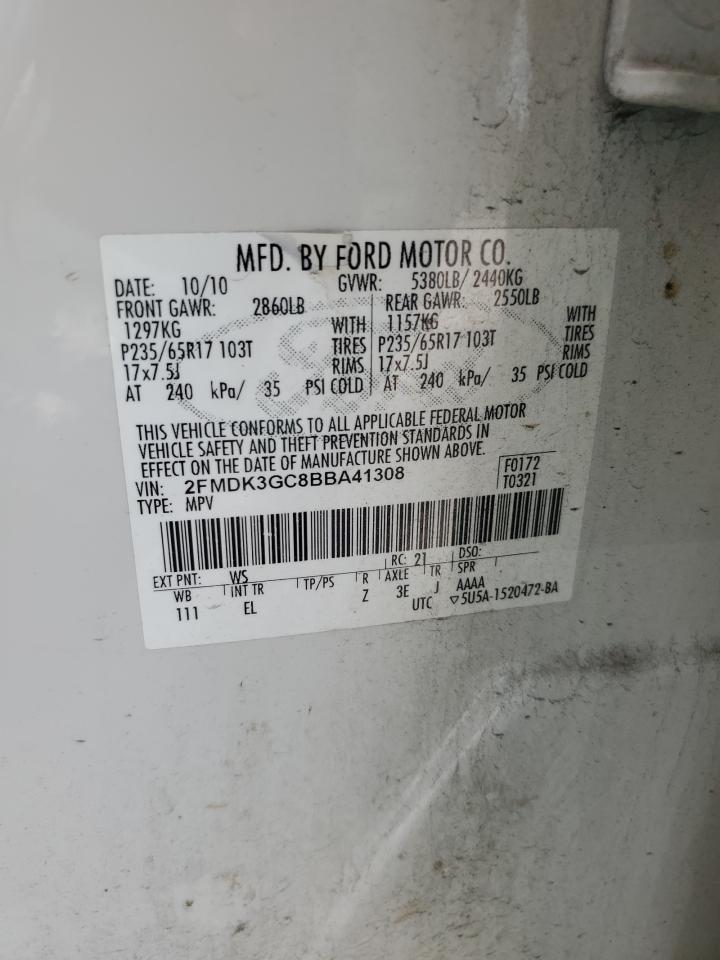 MFD. BY FORD MOTOR CO.
DATE: 10/10 GVWR: 5380LB/ 2440KG
FRONT GAWR: 2860LB REAR GAWR: 2550LB
1297KG WITH 1157KG WITH
P235/65R17 103T TIRES P235/65R17 103T TIRES
17x7.5J RIMS 17x7.5J RIMS
AT 240 kPa/ 35 PSI COLD AT 240 kPa/ 35 PSI COLD
THIS VEHICLE CONFORMS TO ALL APPLICABLE FEDERAL MOTOR
VEHICLE SAFETY AND THEFT PREVENTION STANDARDS IN
EFFECT ON THE DATE OF MANUFACTURE SHOWN ABOVE.
VIN: 2FMDK3GC8BBA41308 F0172
TYPE: MPV T0321
EXT PNT: WS RC: 21 DSO:
WB INT TR TP/PS R AXLE TR SPR
111 EL Z 3E J AAAA
UTC ▽5U5A-1520472-BA